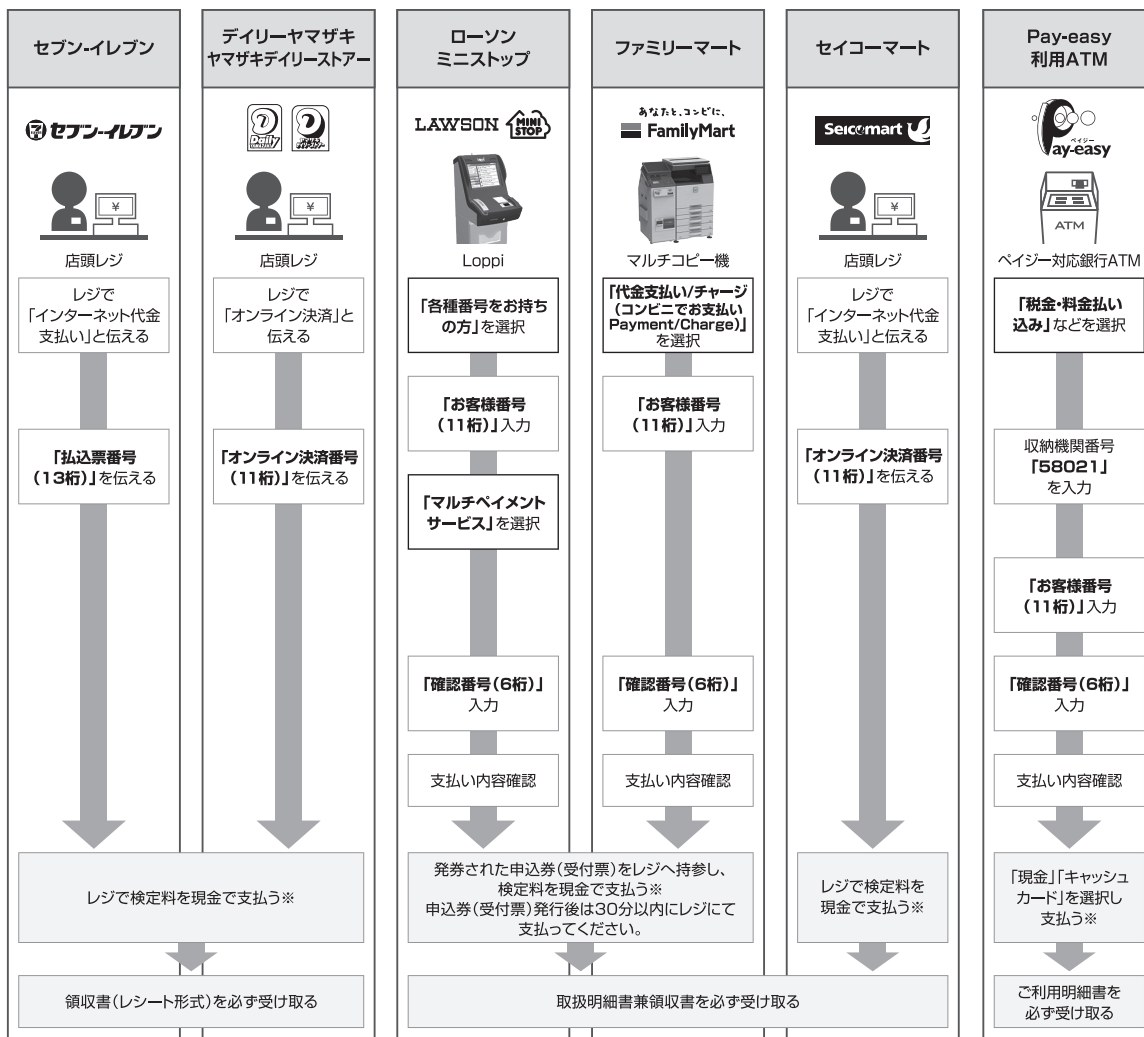 セブン-イレブン
セブン-イレブン
店頭レジ
レジで
「インターネット代金
支払い」と伝える
「払込票番号
(13桁)」を伝える
デイリーヤマザキ
ヤマザキデイリーストアー
Daily
店頭レジ
レジで
「オンライン決済」と
伝える
「オンライン決済番号
(11桁)」を伝える
レジで検定料を現金で支払う※
領収書(レシート形式)を必ず受け取る
ローソン
ミニストップ
LAWSON
MINI
STOP
Loppi
「各種番号をお持ち
の方」を選択
「お客様番号
(11桁)」入力
「マルチペイメント
サービス」を選択
「確認番号(6桁)」
入力
支払い内容確認
ファミリーマート
あなたと、コンビに、
FamilyMart
マルチコピー機
「代金支払い/チャージ
(コンビニでお支払い
Payment/Charge)」
を選択
「お客様番号
(11桁)」入力
「確認番号(6桁)」
入力
支払い内容確認
発券された申込券(受付票)をレジへ持参し、
検定料を現金で支払う※
申込券(受付票)発行後は30分以内にレジにて
支払ってください。
セイコーマート
Seicomart
店頭レジ
レジで
「インターネット代金
支払い」と伝える
「オンライン決済番号
(11桁)」を伝える
レジで検定料を
現金で支払う※
取扱明細書兼領収書を必ず受け取る
Pay-easy
利用ATM
ペイジー
Pay-easy
ATM
ペイジー対応銀行ATM
「税金・料金払い
込み」などを選択
収納機関番号
「58021」
を入力
「お客様番号
(11桁)」入力
「確認番号(6桁)」
入力
支払い内容確認
「現金」「キャッシュ
カード」を選択し
支払う※
ご利用明細書を
必ず受け取る